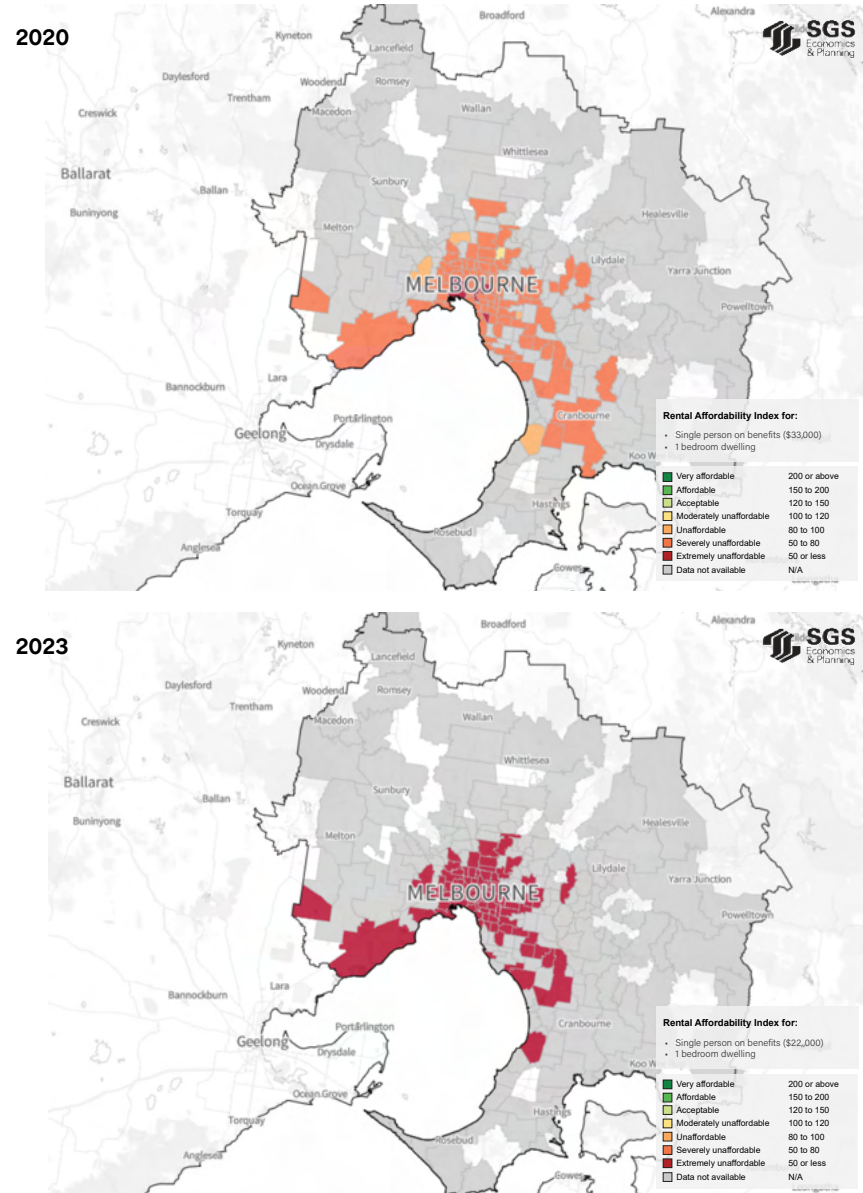 2020
Broadford
Alexandra
SGS
Economics
& Planning
Kyneton
Lancefield
Daylesford
Woodend
Romsey
Trentham
Creswick
Macedon
Wallan
Whittlesea
Ballarat
Ballan
Sunbury
Buninyong
Healesville
Melton
Lilydale
Yarra Junction
MELBOURNE
Powelltown
Lara
Bannockburn
Cranbourne
Portarlington
Geelong
Drysdale
Koo Wee Rup
Ocean Grove
Hastings
Torquay
Rosebud
Anglesea
Cowes
Rental Affordability Index for:
• Single person on benefits ($33,000)
• 1 bedroom dwelling
Very affordable 200 or above
Affordable 150 to 200
Acceptable 120 to 150
Moderately unaffordable 100 to 120
Unaffordable 80 to 100
Severely unaffordable 50 to 80
Extremely unaffordable 50 or less
Data not available N/A
2023
Broadford
Alexandra
SGS
Economics
& Planning
Kyneton
Lancefield
Daylesford
Woodend
Romsey
Trentham
Creswick
Macedon
Wallan
Whittlesea
Ballarat
Ballan
Sunbury
Buninyong
Healesville
Melton
Lilydale
Yarra Junction
MELBOURNE
Powelltown
Lara
Bannockburn
Cranbourne
Portarlington
Geelong
Drysdale
Koo W
Ocean Grove
Hastings
Torquay
Rosebud
Anglesea
Cowes
Rental Affordability Index for:
• Single person on benefits ($22,000)
• 1 bedroom dwelling
Very affordable 200 or above
Affordable 150 to 200
Acceptable 120 to 150
Moderately unaffordable 100 to 120
Unaffordable 80 to 100
Severely unaffordable 50 to 80
Extremely unaffordable 50 or less
Data not available N/A